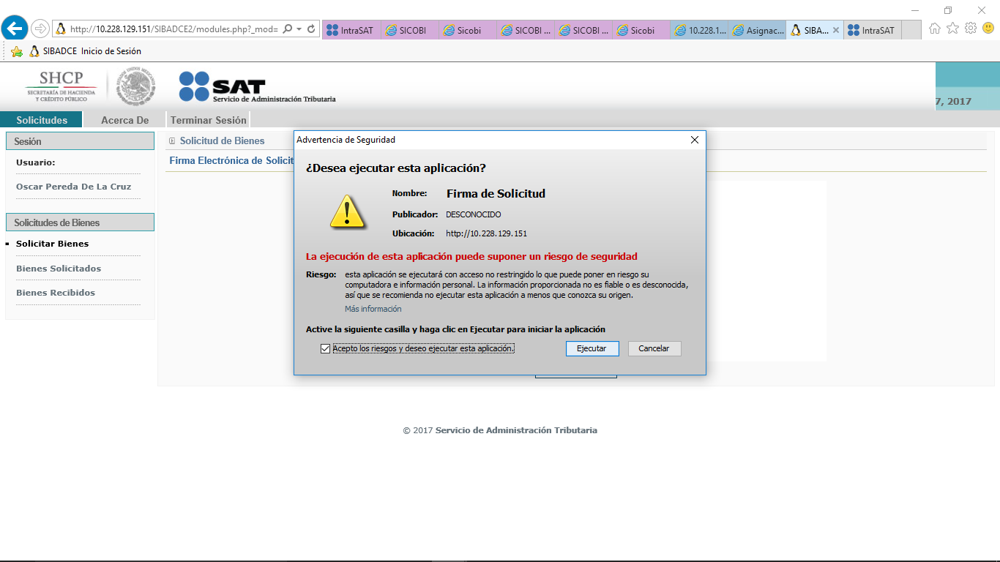 http://10.228.129.151/SIBADCE2/modules.php?_mod=
IntraSAT
SICOBI
Sicobi
SICOBI ...
SICOBI ...
Sicobi
10.228.1...
Asignac...
SIBA...
IntraSAT
SIBADCE Inicio de Sesión
SHCP
SECRETARÍA DE HACIENDA
Y CRÉDITO PÚBLICO
SAT
Servicio de Administración Tributaria
7, 2017
Solicitudes
Acerca De
Terminar Sesión
Sesión
Usuario:
Oscar Pereda De La Cruz
Solicitudes de Bienes
Solicitar Bienes
Bienes Solicitados
Bienes Recibidos
Solicitud de Bienes
Firma Electrónica de Solicit
Advertencia de Seguridad
¿Desea ejecutar esta aplicación?
Nombre: Firma de Solicitud
Publicador: DESCONOCIDO
Ubicación: http://10.228.129.151
La ejecución de esta aplicación puede suponer un riesgo de seguridad
Riesgo: esta aplicación se ejecutará con acceso no restringido lo que puede poner en riesgo su
computadora e información personal. La información proporcionada no es fiable o es desconocida,
así que se recomienda no ejecutar esta aplicación a menos que conozca su origen.
Más información
Active la siguiente casilla y haga clic en Ejecutar para iniciar la aplicación
Acepto los riesgos y deseo ejecutar esta aplicación.
Ejecutar
Cancelar
© 2017 Servicio de Administración Tributaria